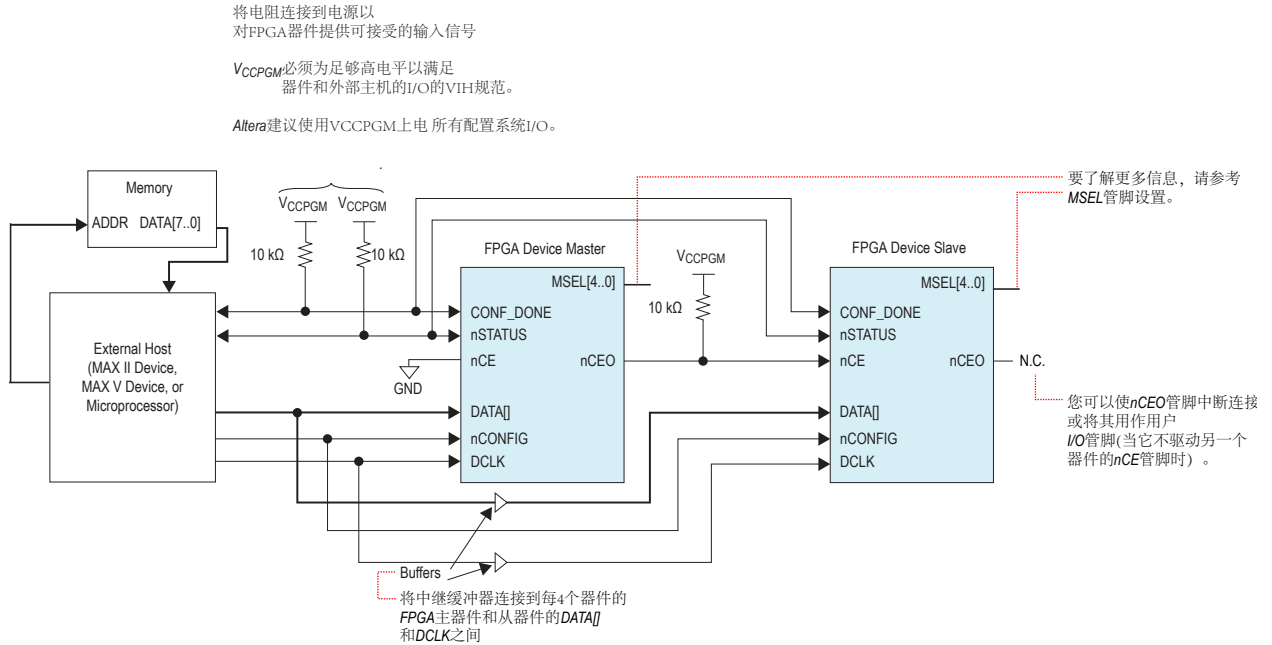 将电阻连接到电源以
对FPGA器件提供可接受的输入信号
VCCPGM必须为足够高电平以满足
器件和外部主机的I/O的VIH规范。
Altera建议使用VCCPGM上电 所有配置系统I/O。
Memory
ADDR DATA[7..0]
VCCPGM VCCPGM
10 kΩ 10 kΩ
External Host
(MAX II Device,
MAX V Device, or
Microprocessor)
GND
FPGA Device Master
MSEL[4..0]
CONF_DONE
nSTATUS
nCE nCEO
DATA[]
nCONFIG
DCLK
VCCPGM
10 kΩ
FPGA Device Slave
MSEL[4..0]
CONF_DONE
nSTATUS
nCE nCEO
DATA[]
nCONFIG
DCLK
N.C.
要了解更多信息，请参考
MSEL管脚设置。
您可以使nCEO管脚中断连接
或将其用作用户
I/O管脚(当它不驱动另一个
器件的nCE管脚时）。
Buffers
将中继缓冲器连接到每4个器件的
FPGA主器件和从器件的DATA[]
和DCLK之间